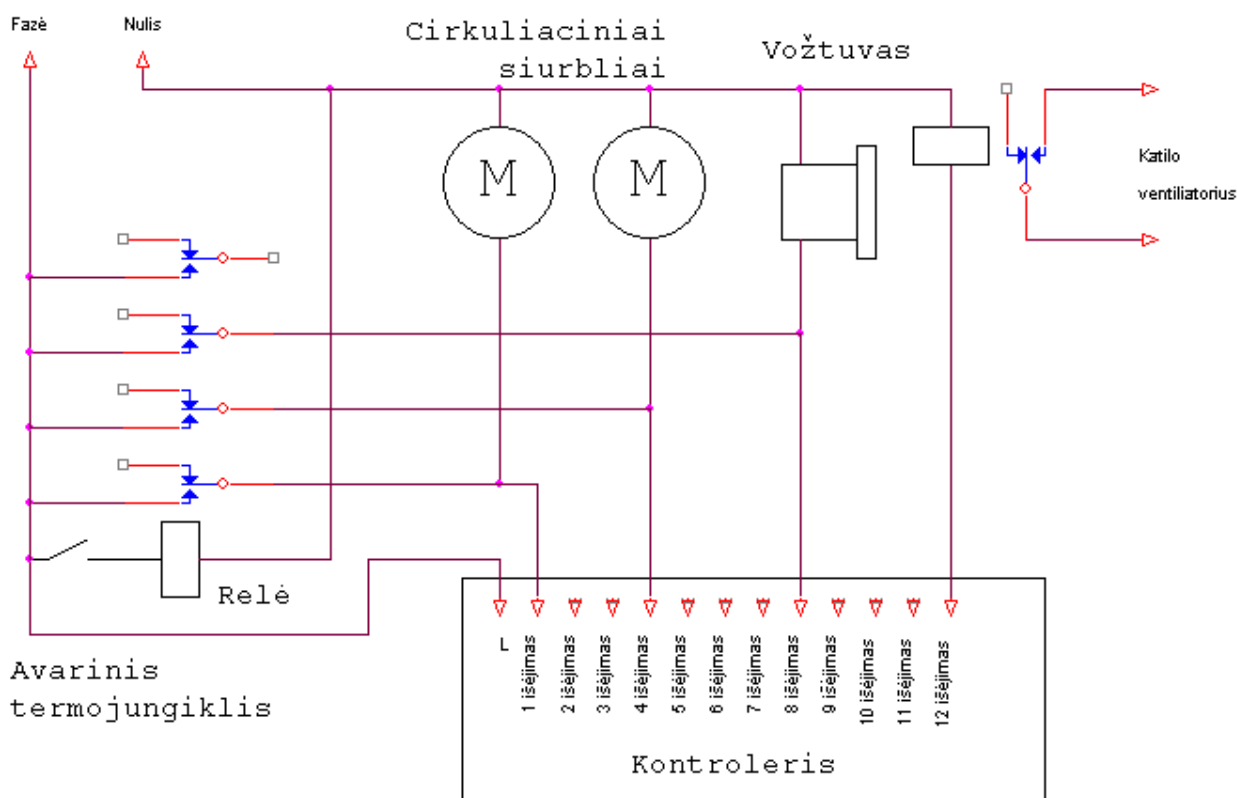 Fazė
Nulis
Cirkuliaciniai
siurbliai
Vožtuvas
M
M
Katilo
ventiliatorius
Relė
Avarinis
termojungiklis
L
1 išėjimas
2 išėjimas
3 išėjimas
4 išėjimas
5 išėjimas
6 išėjimas
7 išėjimas
8 išėjimas
9 išėjimas
10 išėjimas
11 išėjimas
12 išėjimas
Kontroleris